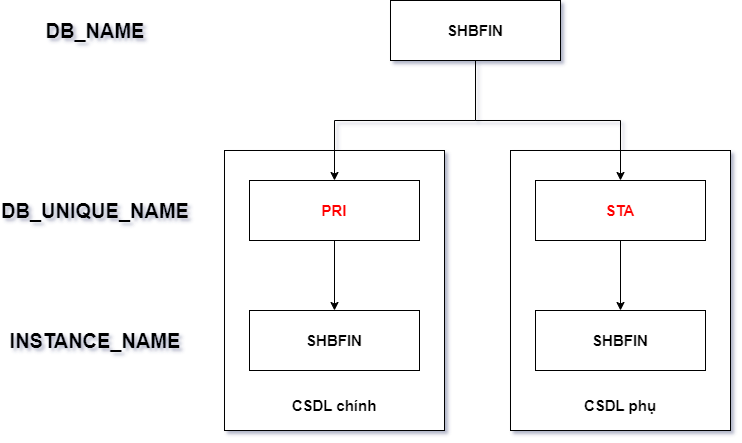 DB_NAME
SHBFIN
DB_UNIQUE_NAME
PRI
STA
INSTANCE_NAME
SHBFIN
SHBFIN
CSDL chính
CSDL phụ